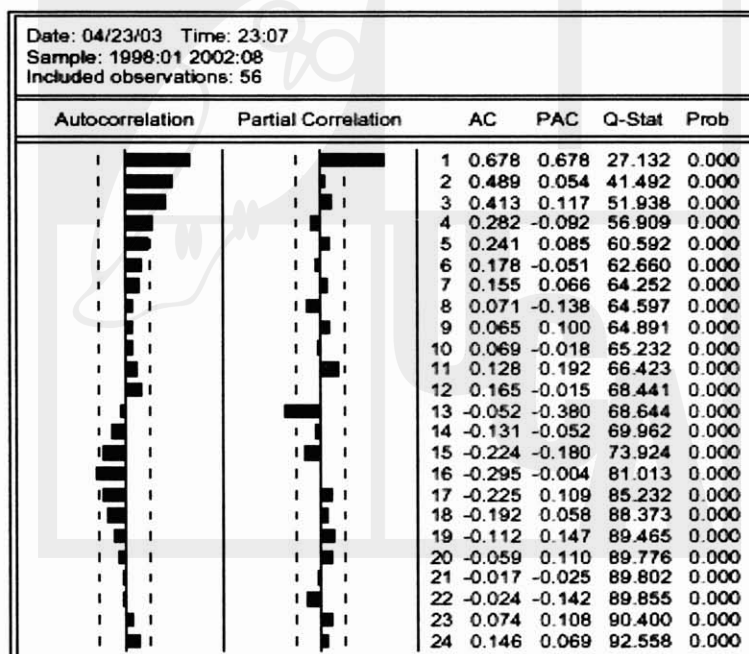 Date: 04/23/03 Time: 23:07
Sample: 1998:01 2002:08
Included observations: 56
Autocorrelation Partial Correlation AC PAC Q-Stat Prob
1 0.678 0.678 27.132 0.000
2 0.489 0.054 41.492 0.000
3 0.413 0.117 51.938 0.000
4 0.282 -0.092 56.909 0.000
5 0.241 0.085 60.592 0.000
6 0.178 -0.051 62.660 0.000
7 0.155 0.066 64.252 0.000
8 0.071 -0.138 64.597 0.000
9 0.065 0.100 64.891 0.000
10 0.069 -0.018 65.232 0.000
11 0.128 0.192 66.423 0.000
12 0.165 -0.015 68.441 0.000
13 -0.052 -0.380 68.644 0.000
14 -0.131 -0.052 69.962 0.000
15 -0.224 -0.180 73.924 0.000
16 -0.295 -0.004 81.013 0.000
17 -0.225 0.109 85.232 0.000
18 -0.192 0.058 88.373 0.000
19 -0.112 0.147 89.465 0.000
20 -0.059 0.110 89.776 0.000
21 -0.017 -0.025 89.802 0.000
22 -0.024 -0.142 89.855 0.000
23 0.074 0.108 90.400 0.000
24 0.146 0.069 92.558 0.000